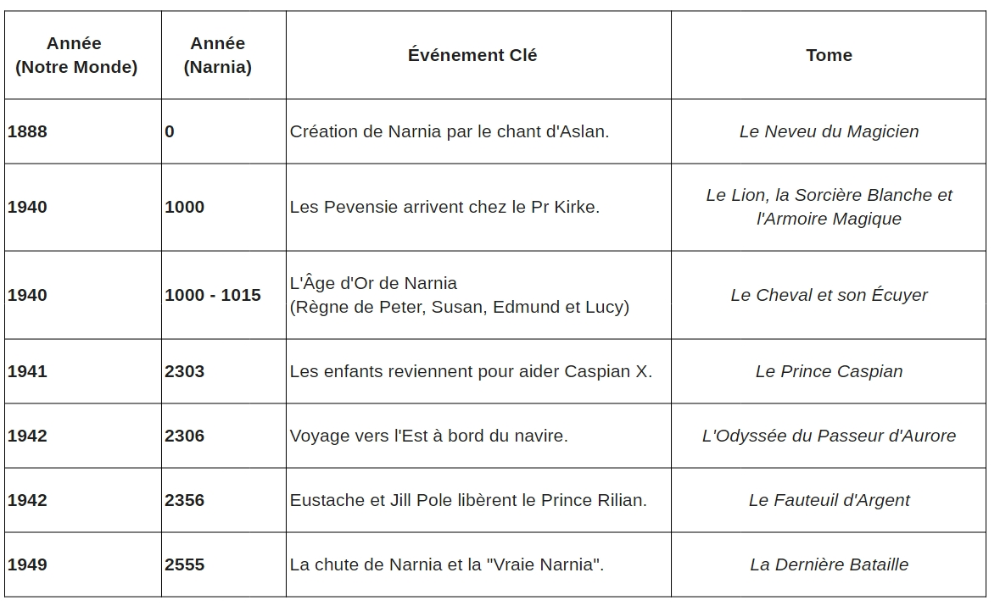 Année
(Notre Monde)
Année
(Narnia)
Événement Clé
Tome
1888
0
Création de Narnia par le chant d'Aslan.
Le Neveu du Magicien
1940
1000
Les Pevensie arrivent chez le Pr Kirke.
Le Lion, la Sorcière Blanche et
l'Armoire Magique
1940
1000 - 1015
L'Âge d'Or de Narnia
(Règne de Peter, Susan, Edmund et Lucy)
Le Cheval et son Écuyer
1941
2303
Les enfants reviennent pour aider Caspian X.
Le Prince Caspian
1942
2306
Voyage vers l'Est à bord du navire.
L'Odyssée du Passeur d'Aurore
1942
2356
Eustache et Jill Pole libèrent le Prince Rilian.
Le Fauteuil d'Argent
1949
2555
La chute de Narnia et la "Vraie Narnia".
La Dernière Bataille